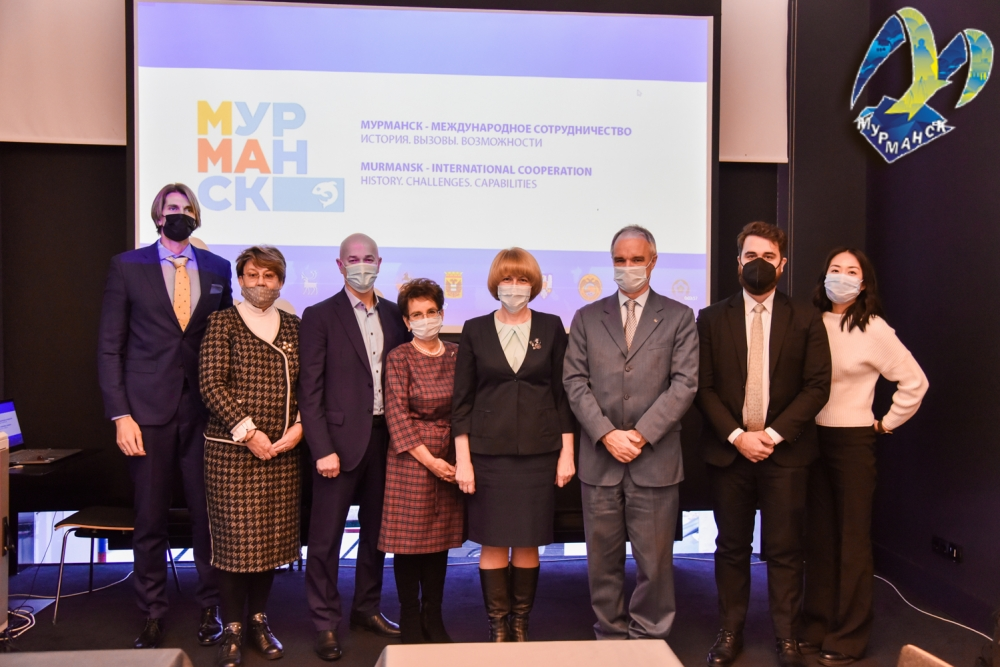 МУР
МАН
СК
МУРМАНСК - МЕЖДУНАРОДНОЕ СОТРУДНИЧЕСТВО
ИСТОРИЯ. ВЫЗОВЫ. ВОЗМОЖНОСТИ
MURMANSK - INTERNATIONAL COOPERATION
HISTORY. CHALLENGES. CAPABILITIES
МУРМАНСК